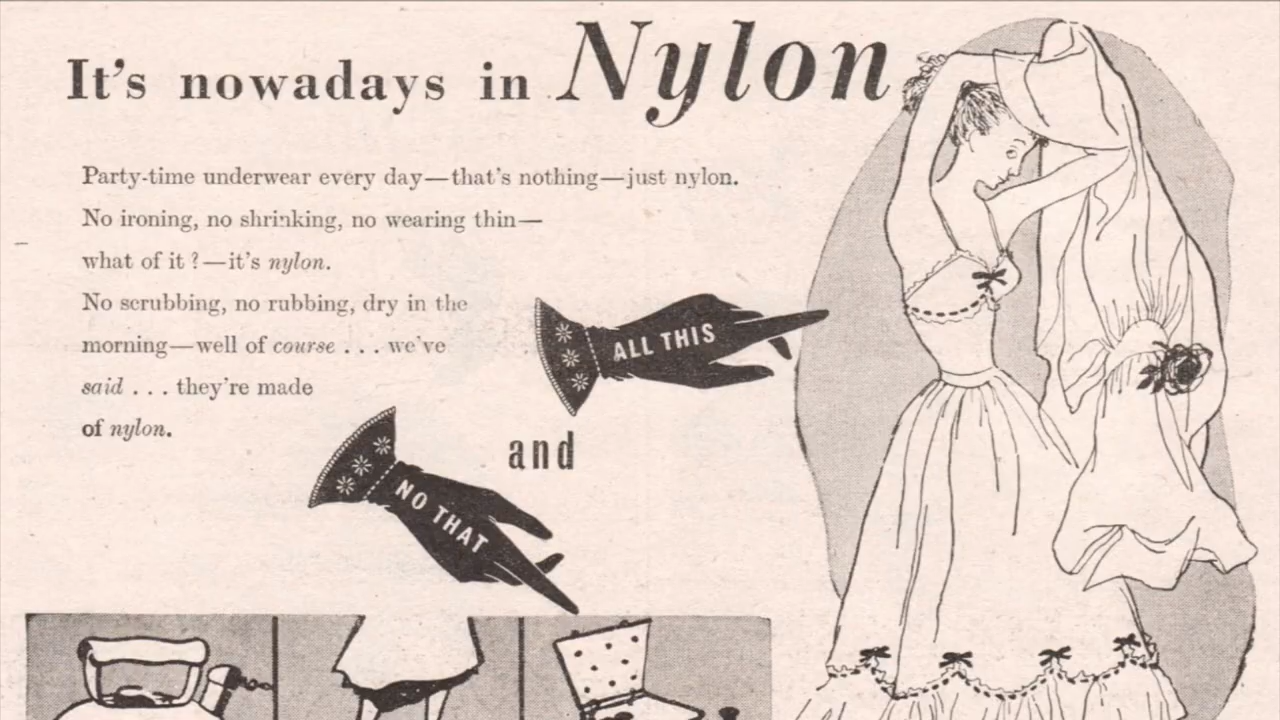 It's nowadays in Nylon
Party-time underwear every day—that's nothing—just nylon.
No ironing, no shrinking, no wearing thin—
what of it ?—it's nylon.
No scrubbing, no rubbing, dry in the
morning—well of course . . . we've
said . . . they're made
of nylon.
ALL THIS
and
NO THAT